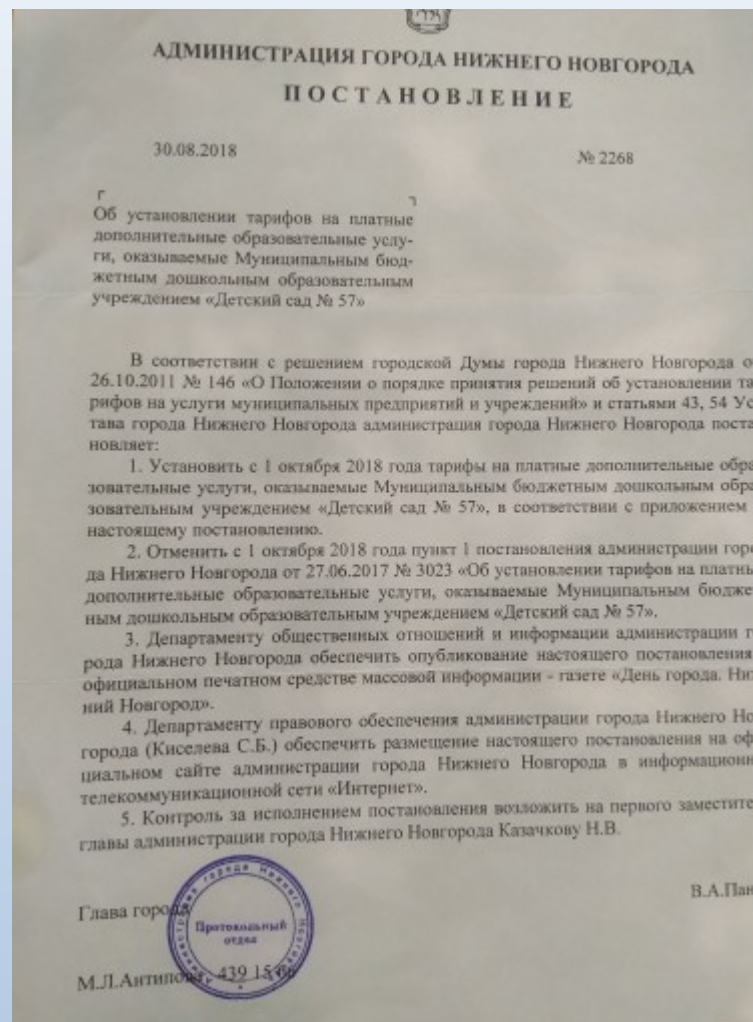 АДМИНИСТРАЦИЯ ГОРОДА НИЖНЕГО НОВГОРОДА
ПОСТАНОВЛЕНИЕ
30.08.2018
№ 2268
Об установлении тарифов на платные
дополнительные образовательные услу-
ги, оказываемые Муниципальным бюд-
жетным дошкольным образовательным
учреждением «Детский сад № 57»
В соответствии с решением городской Думы города Нижнего Новгорода о
26.10.2011 № 146 «О Положении о порядке принятия решений об установлении та
рифов на услуги муниципальных предприятий и учреждений» и статьями 43, 54 Ус
тава города Нижнего Новгорода администрация города Нижнего Новгорода поста
новляет:
1. Установить с 1 октября 2018 года тарифы на платные дополнительные обра
зовательные услуги, оказываемые Муниципальным бюджетным дошкольным обра
зовательным учреждением «Детский сад № 57», в соответствии с приложением
настоящему постановлению.
2. Отменить с 1 октября 2018 года пункт 1 постановления администрации горо
да Нижнего Новгорода от 27.06.2017 № 3023 «Об установлении тарифов на платны
дополнительные образовательные услуги, оказываемые Муниципальным бюдже
ным дошкольным образовательным учреждением «Детский сад № 57».
3. Департаменту общественных отношений и информации администрации г
рода Нижнего Новгорода обеспечить опубликование настоящего постановления
официальном печатном средстве массовой информации - газете «День города. Ниж
ний Новгород».
4. Департаменту правового обеспечения администрации города Нижнего Но
города (Киселева С.Б.) обеспечить размещение настоящего постановления на оф
циальном сайте администрации города Нижнего Новгорода в информационн
телекоммуникационной сети «Интернет».
5. Контроль за исполнением постановления возложить на первого заместите
главы администрации города Нижнего Новгорода Казачкову Н.В.
Глава города
В.А.Пан
Протокольный
отдел
М.Л.Антипова 439 15